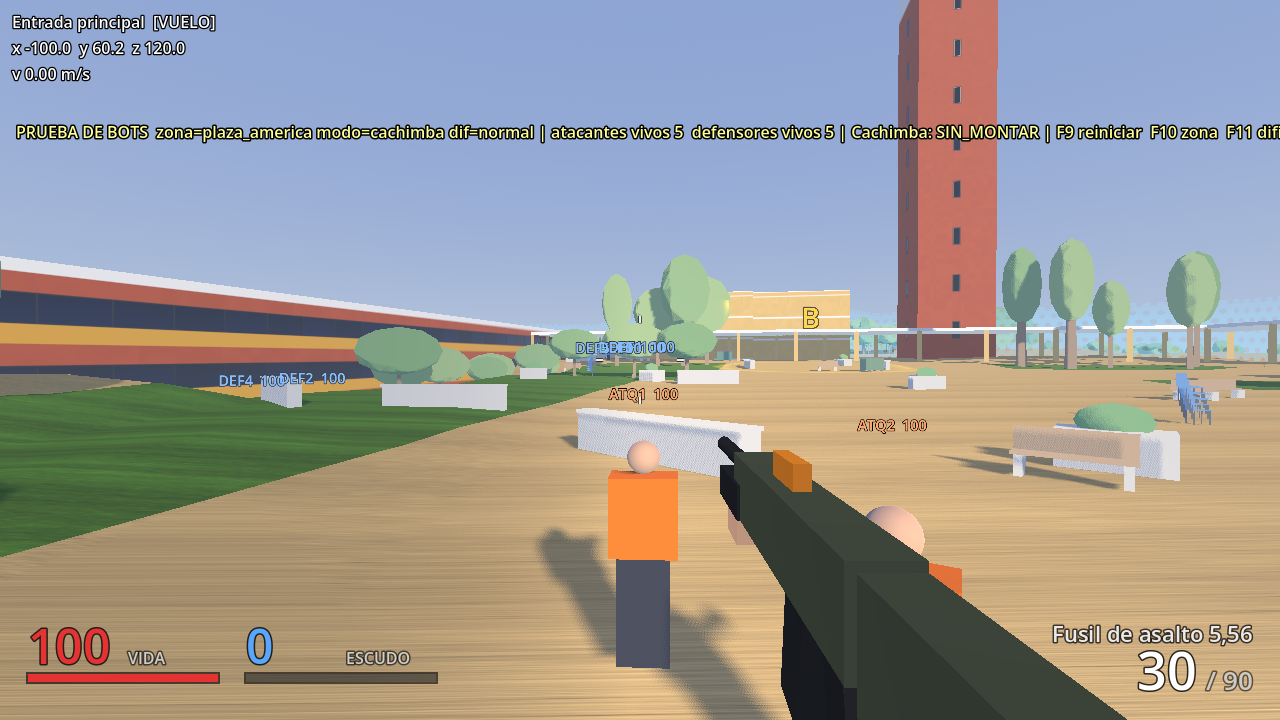 Entrada principal [VUELO]
x -100.0 y 60.2 z 120.0
v 0.00 m/s
PRUEBA DE BOTS zona=plaza_america modo=cachimba dif=normal | atacantes vivos 5 defensores vivos 5 | Cachimba: SIN_MONTAR | F9 reiniciar F10 zona F11
B
DEF4 100
DEF2 100
ATQ1 100
ATQ2 100
100 VIDA
0 ESCUDO
Fusil de asalto 5,56
30 / 90